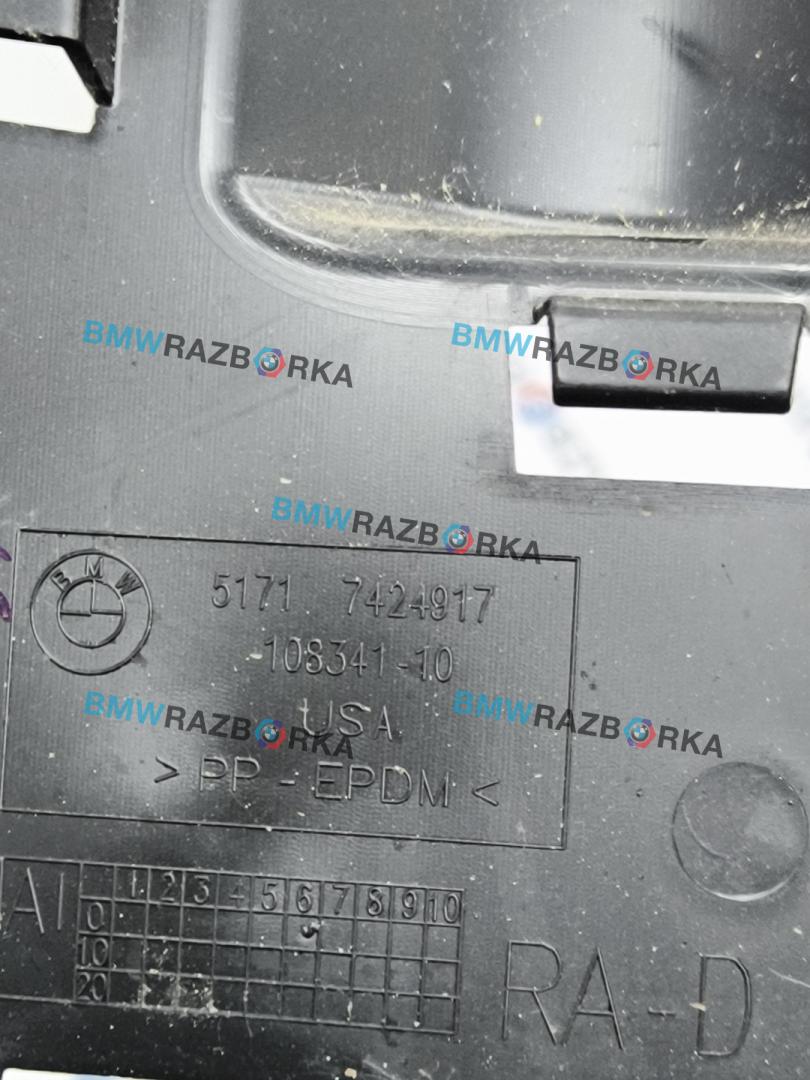 BMWRAZBORKA BMWRAZBORKA
BMWRAZBORKA
BMW
5171 7424917
108341-10
USA
BMWRAZBORKA BMWRAZBORKA
>PP-EPDM<
AI
1 2 3 4 5 6 7 8 9 10
0
10
20
RA-D